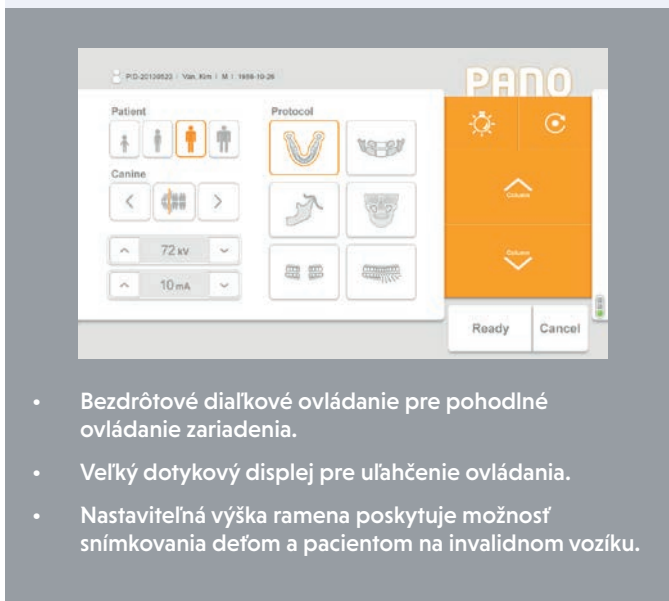 PID-20130523 | Van, Kim | M | 1988-10-26
PANO
Patient
Protocol
Canine
72 kV
10 mA
Column
Column
Ready
Cancel
• Bezdrôtové diaľkové ovládanie pre pohodlné
ovládanie zariadenia.
• Veľký dotykový displej pre uľahčenie ovládania.
• Nastaviteľná výška ramena poskytuje možnosť
snímkovania deťom a pacientom na invalidnom vozíku.